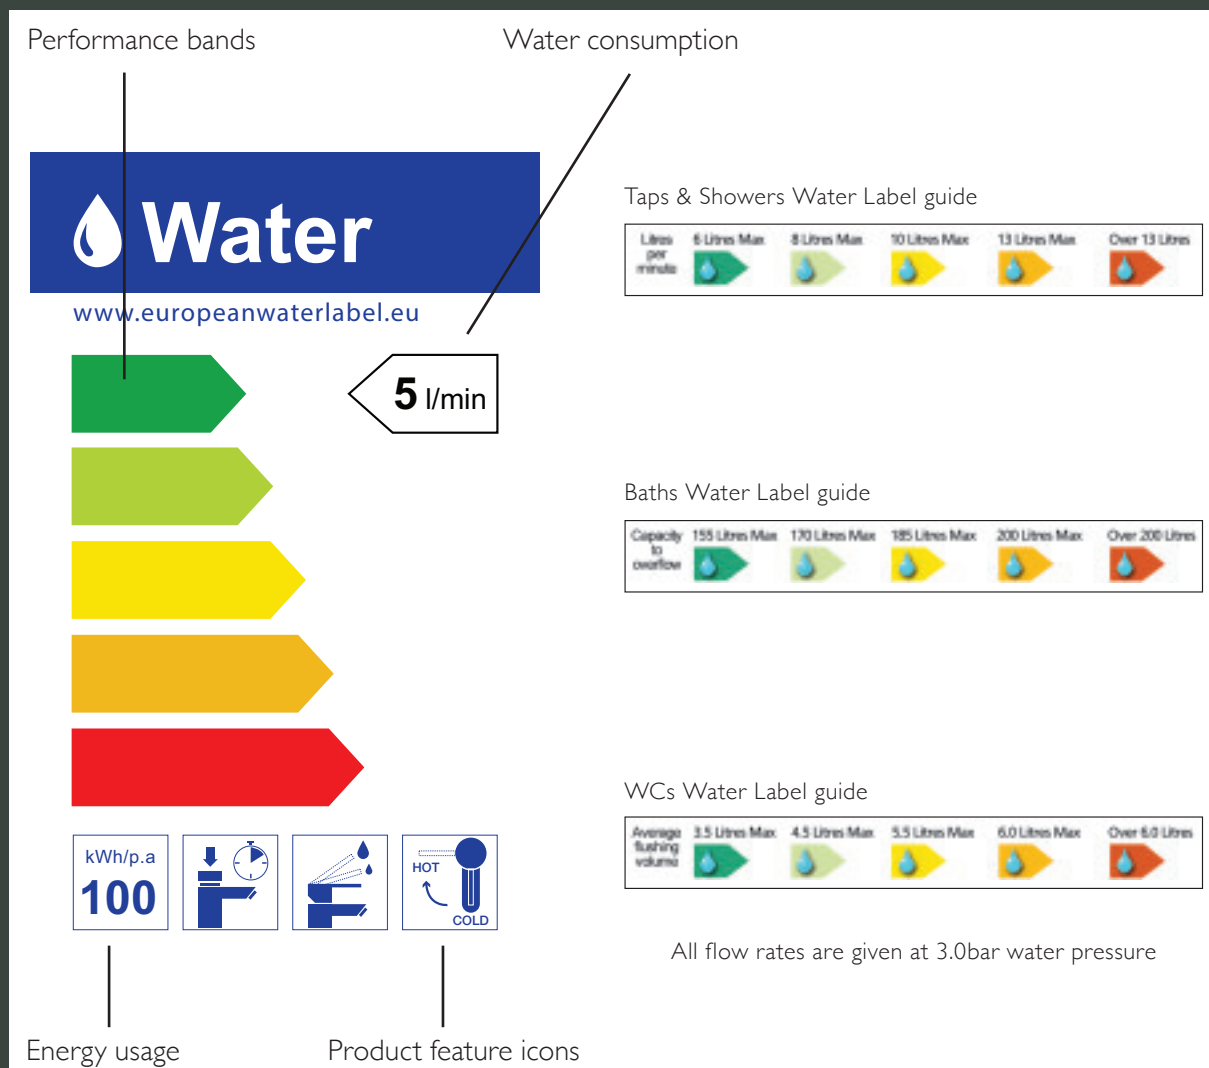 Performance bands
Water consumption
Water
www.europeanwaterlabel.eu
5 l/min
kWh/p.a
100
HOT
COLD
Energy usage
Product feature icons
Taps & Showers Water Label guide
Litres per minute
6 Litres Max
8 Litres Max
10 Litres Max
13 Litres Max
Over 13 Litres
Baths Water Label guide
Capacity to overflow
155 Litres Max
170 Litres Max
185 Litres Max
200 Litres Max
Over 200 Litres
WCs Water Label guide
Average flushing volume
3.5 Litres Max
4.5 Litres Max
5.5 Litres Max
6.0 Litres Max
Over 6.0 Litres
All flow rates are given at 3.0bar water pressure